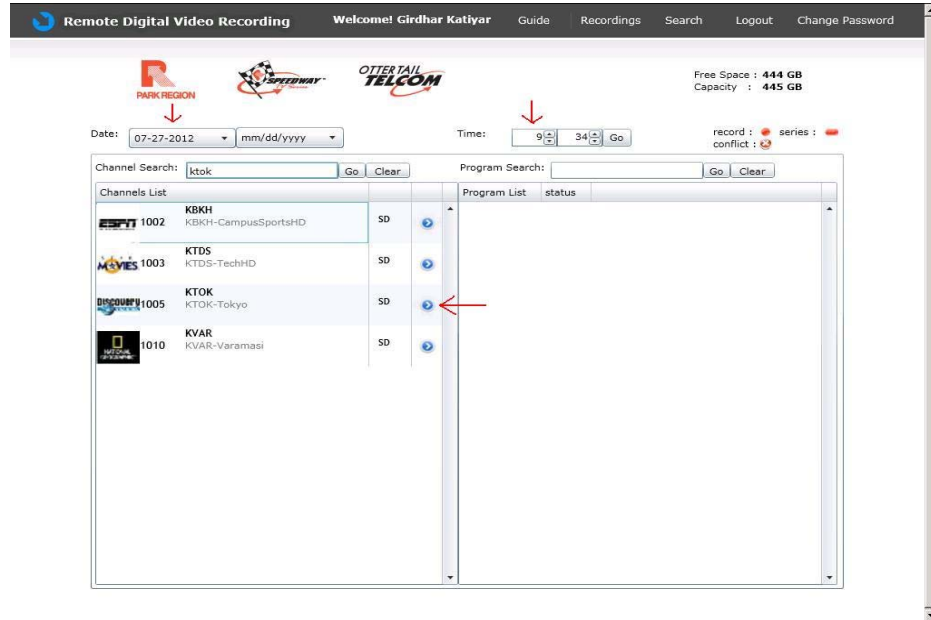 Remote Digital Video Recording Welcome! Girdhar Katiyar Guide Recordings Search Logout Change Password
PARK REGION
SPEEDWAY
OTTER TAIL
TELCOM
Free Space : 444 GB
Capacity : 445 GB
Date: 07-27-2012 mm/dd/yyyy Time: 9 34 Go record : series :
conflict :
Channel Search: ktok Go Clear Program Search: Go Clear
Channels List Program List status
ESPN 1002 KBKH SD
KBKH-CampusSportsHD
MOVIES 1003 KTDS SD
KTDS-TechHD
DISCOVERY 1005 KTOK SD
KTOK-Tokyo
NATIONAL GEOGRAPHIC 1010 KVAR SD
KVAR-Varamasi